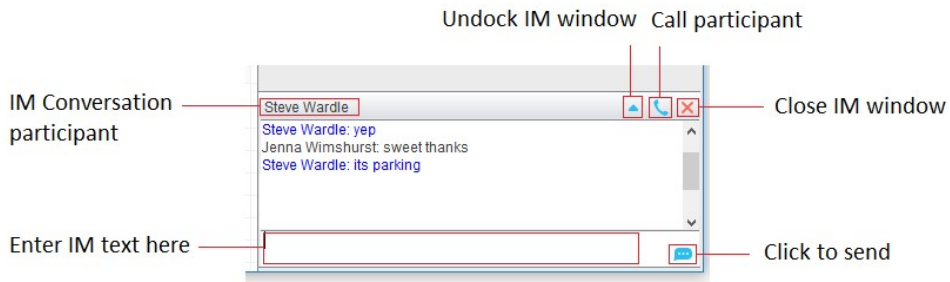 Undock IM window
Call participant
IM Conversation
participant
Steve Wardle
Close IM window
Steve Wardle: yep
Jenna Wimshurst: sweet thanks
Steve Wardle: its parking
Enter IM text here
Click to send